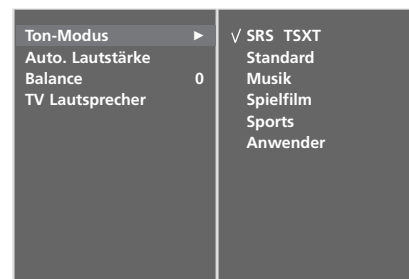 Ton-Modus ►
Auto. Lautstärke
Balance 0
TV Lautsprecher
√ SRS TSXT
Standard
Musik
Spielfilm
Sports
Anwender